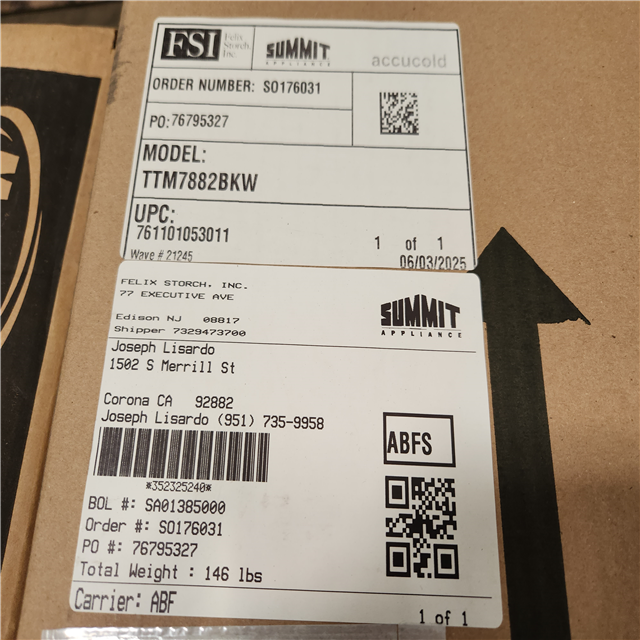 FSI Felix Storch, Inc. SUMMIT APPLIANCE accucold
ORDER NUMBER: SO176031
PO: 76795327
MODEL:
TTM7882BKW
UPC:
761101053011
1 of 1
Wave # 21245
06/03/2025
FELIX STORCH, INC.
77 EXECUTIVE AVE
Edison NJ 08817
Shipper 7329473700
SUMMIT
APPLIANCE
Joseph Lisardo
1502 S Merrill St
Corona CA 92882
Joseph Lisardo (951) 735-9958
ABFS
*352325240*
BOL #: SA01385000
Order #: SO176031
PO #: 76795327
Total Weight : 146 lbs
Carrier: ABF
1 of 1